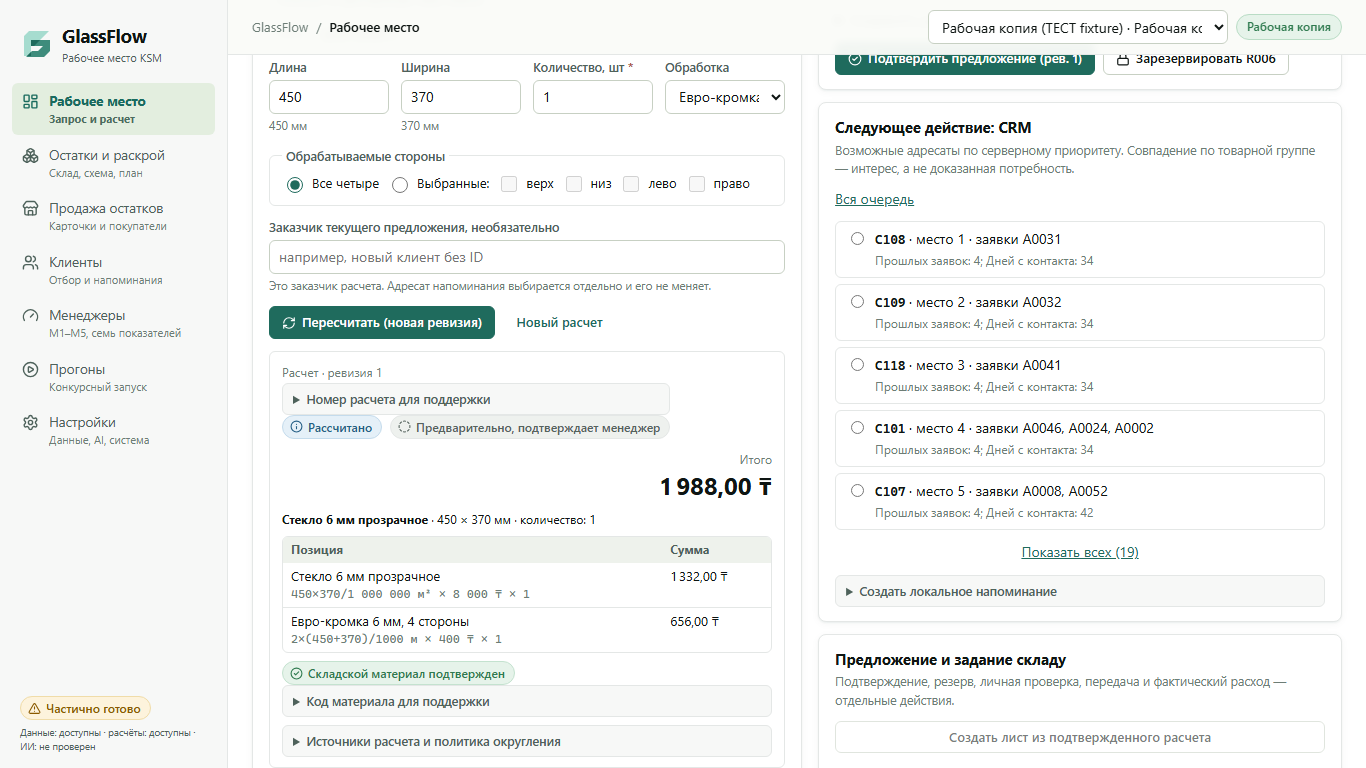 GlassFlow
Рабочее место KSM
Рабочее место
Запрос и расчет
Остатки и раскрой
Склад, схема, план
Продажа остатков
Карточки и покупатели
Клиенты
Отбор и напоминания
Менеджеры
M1–M5, семь показателей
Прогоны
Конкурсный запуск
Настройки
Данные, AI, система
Частично готово
Данные: доступны · расчёты: доступны ·
ИИ: не проверен
GlassFlow / Рабочее место
Рабочая копия (ТЕСТ fixture) · Рабочая кс
Рабочая копия
Длина
Ширина
Количество, шт *
Обработка
450
370
1
Евро-кромка
450 мм
370 мм
Обрабатываемые стороны
Все четыре
Выбранные:
верх
низ
лево
право
Заказчик текущего предложения, необязательно
например, новый клиент без ID
Это заказчик расчета. Адресат напоминания выбирается отдельно и его не меняет.
Пересчитать (новая ревизия)
Новый расчет
Расчет · ревизия 1
Номер расчета для поддержки
Рассчитано
Предварительно, подтверждает менеджер
Итого
1 988,00 ₸
Стекло 6 мм прозрачное · 450 × 370 мм · количество: 1
Позиция
Сумма
Стекло 6 мм прозрачное
1 332,00 ₸
450×370/1 000 000 м² × 8 000 ₸ × 1
Евро-кромка 6 мм, 4 стороны
656,00 ₸
2×(450+370)/1000 м × 400 ₸ × 1
Складской материал подтвержден
Код материала для поддержки
Источники расчета и политика округления
Подтвердить предложение (рев. 1)
Зарезервировать R006
Следующее действие: CRM
Возможные адресаты по серверному приоритету. Совпадение по товарной группе
— интерес, а не доказанная потребность.
Вся очередь
C108 · место 1 · заявки A0031
Прошлых заявок: 4; Дней с контакта: 34
C109 · место 2 · заявки A0032
Прошлых заявок: 4; Дней с контакта: 34
C118 · место 3 · заявки A0041
Прошлых заявок: 4; Дней с контакта: 34
C101 · место 4 · заявки A0046, A0024, A0002
Прошлых заявок: 4; Дней с контакта: 34
C107 · место 5 · заявки A0008, A0052
Прошлых заявок: 4; Дней с контакта: 42
Показать всех (19)
Создать локальное напоминание
Предложение и задание складу
Подтверждение, резерв, личная проверка, передача и фактический расход —
отдельные действия.
Создать лист из подтвержденного расчета